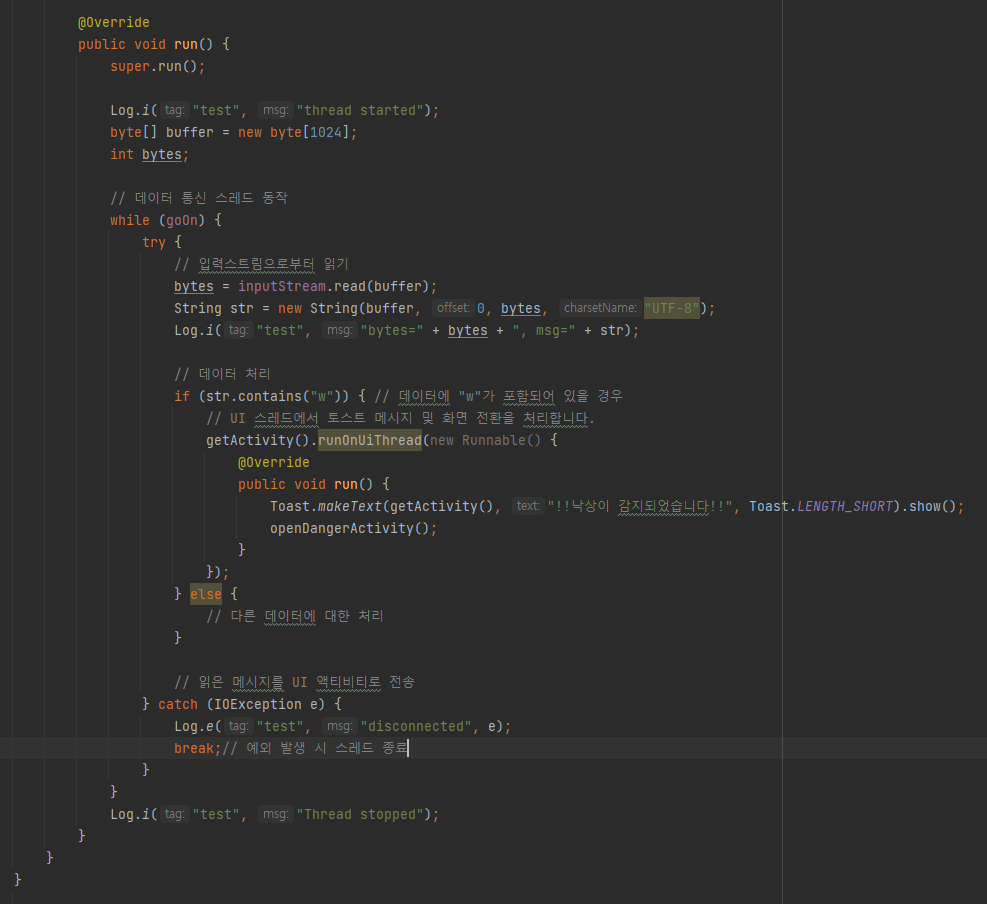 @Override
public void run() {
super.run();
Log.i( tag: "test", msg: "thread started");
byte[] buffer = new byte[1024];
int bytes;
// 데이터 통신 스레드 동작
while (goOn) {
try {
// 입력스트림으로부터 읽기
bytes = inputStream.read(buffer);
String str = new String(buffer, offset: 0, bytes, charsetName: "UTF-8");
Log.i( tag: "test", msg: "bytes=" + bytes + ", msg=" + str);
// 데이터 처리
if (str.contains("w")) { // 데이터에 "w"가 포함되어 있을 경우
// UI 스레드에서 토스트 메시지 및 화면 전환을 처리합니다.
getActivity().runOnUiThread(new Runnable() {
@Override
public void run() {
Toast.makeText(getActivity(), text: "!!낙상이 감지되었습니다!!", Toast.LENGTH_SHORT).show();
openDangerActivity();
}
});
} else {
// 다른 데이터에 대한 처리
}
// 읽은 메시지를 UI 액티비티로 전송
} catch (IOException e) {
Log.e( tag: "test", msg: "disconnected", e);
break;// 예외 발생 시 스레드 종료
}
}
Log.i( tag: "test", msg: "Thread stopped");
}
}
}